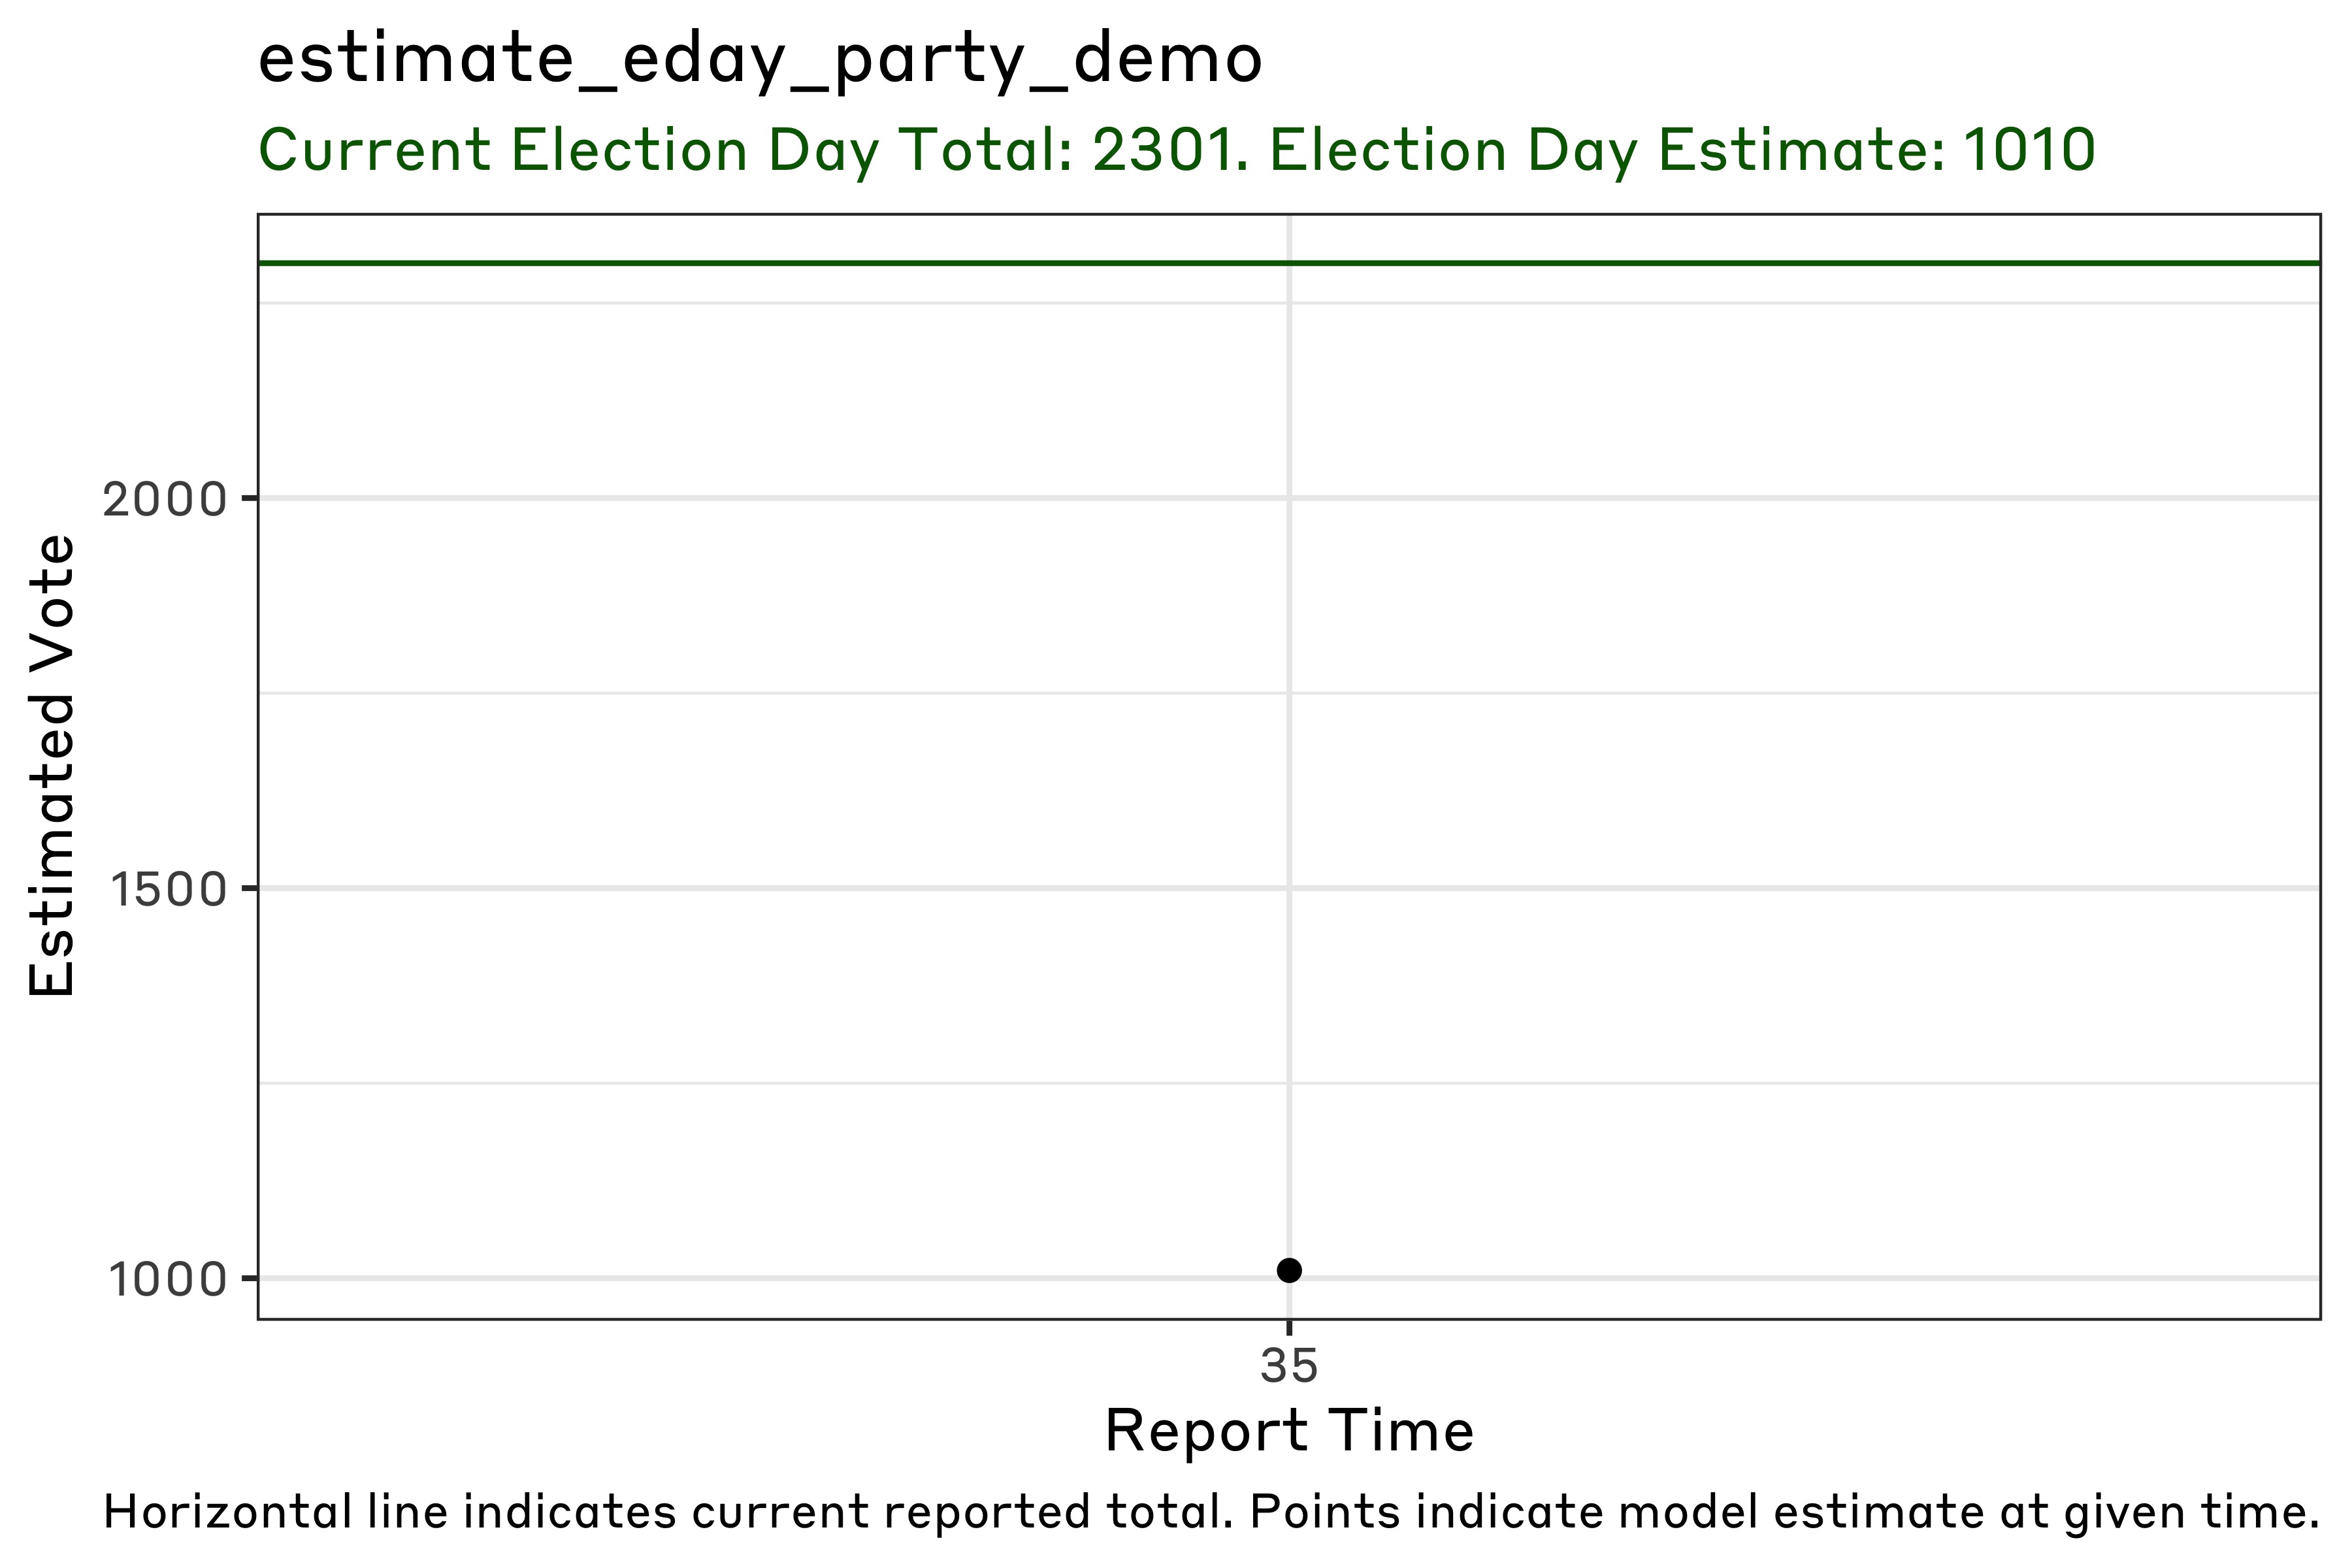 estimate_eday_party_demo
Current Election Day Total: 2301. Election Day Estimate: 1010
Estimated Vote
2000
1500
1000
35
Report Time
Horizontal line indicates current reported total. Points indicate model estimate at given time.